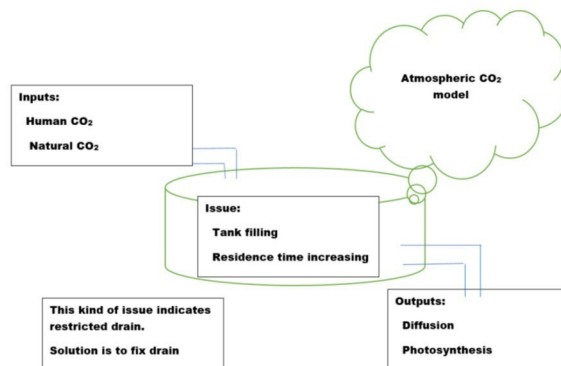 Atmospheric CO₂
model
Inputs:
Human CO₂
Natural CO₂
Issue:
Tank filling
Residence time increasing
This kind of issue indicates
restricted drain.
Solution is to fix drain
Outputs:
Diffusion
Photosynthesis